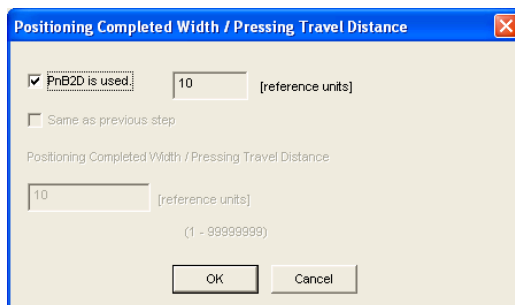 Positioning Completed Width / Pressing Travel Distance
PnB2D is used. 10 [reference units]
Same as previous step
Positioning Completed Width / Pressing Travel Distance
10 [reference units]
(1 - 99999999)
OK Cancel